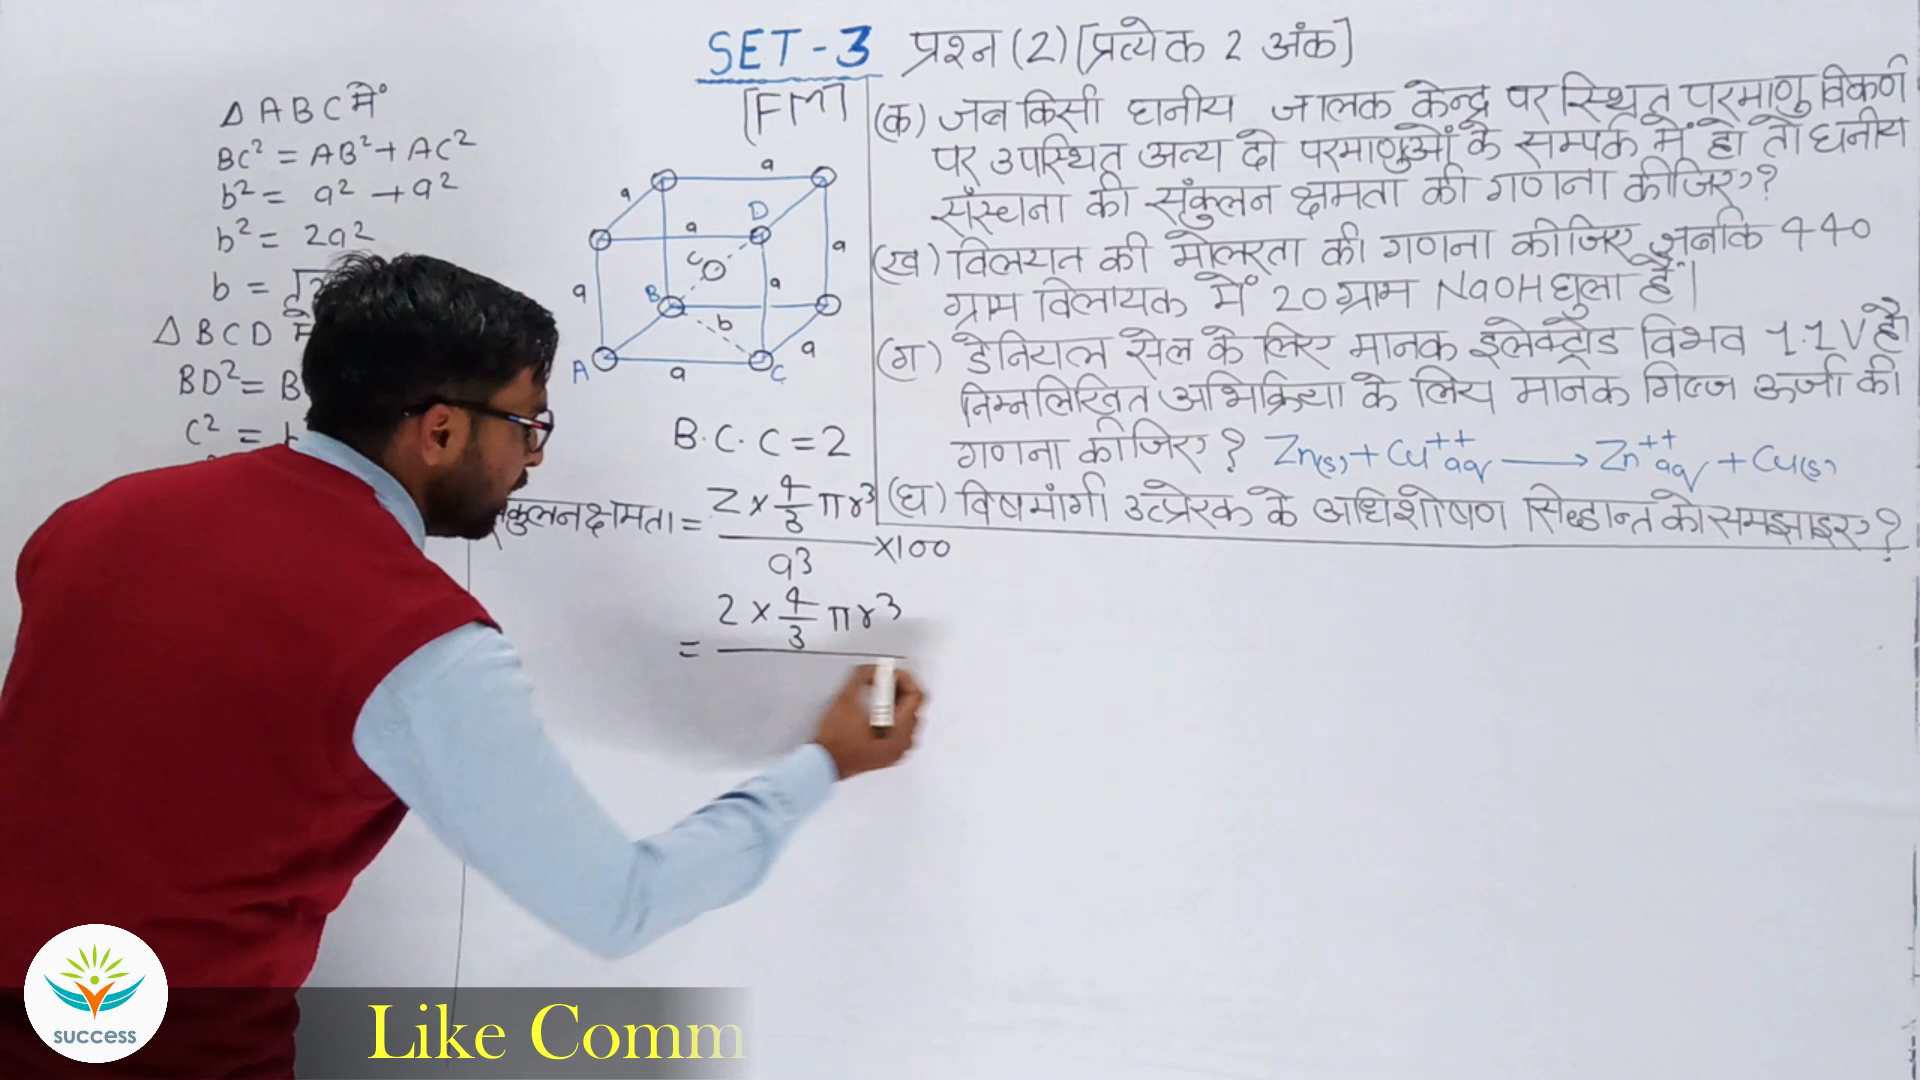 SET-3 प्रश्न (2) [प्रत्येक 2 अंक]
[FM]
(क) जब किसी घनीय जालक केन्द्र पर स्थित परमाणु विकर्ण
पर उपस्थित अन्य दो परमाणुओं के सम्पर्क में हो तो घनीय
संरचना की संकुलन क्षमता की गणना कीजिए?
(ख) विलयन की मोलरता की गणना कीजिए जबकि 440
ग्राम विलायक में 20 ग्राम NaOH घुला है।
(ग) डेनियल सेल के लिए मानक इलेक्ट्रोड विभव 1.1V है।
निम्नलिखित अभिक्रिया के लिय मानक गिब्ज ऊर्जा की
गणना कीजिए? Zn(s) + Cu++aq → Zn++aq + Cu(s)
(घ) विषमांगी उत्प्रेरक के अधिशोषण सिद्धान्त को समझाइए?
Δ ABC में
BC² = AB² + AC²
b² = a² + a²
b² = 2a²
b =
Δ BCD
BD² = B
c² =
a
a
D
a
a
C
a
a
B
b
a
A
a
C
B.C.C = 2
संकुलन क्षमता = 2 × 4/3 πr³ / a³ × 100
= 2 × 4/3 πr³
success
Like Comm